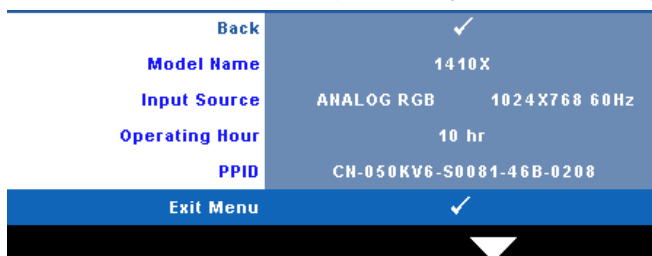 Back ✓
Model Name 1410X
Input Source ANALOG RGB 1024X768 60Hz
Operating Hour 10 hr
PPID CN-050KV6-S0081-46B-0208
Exit Menu ✓